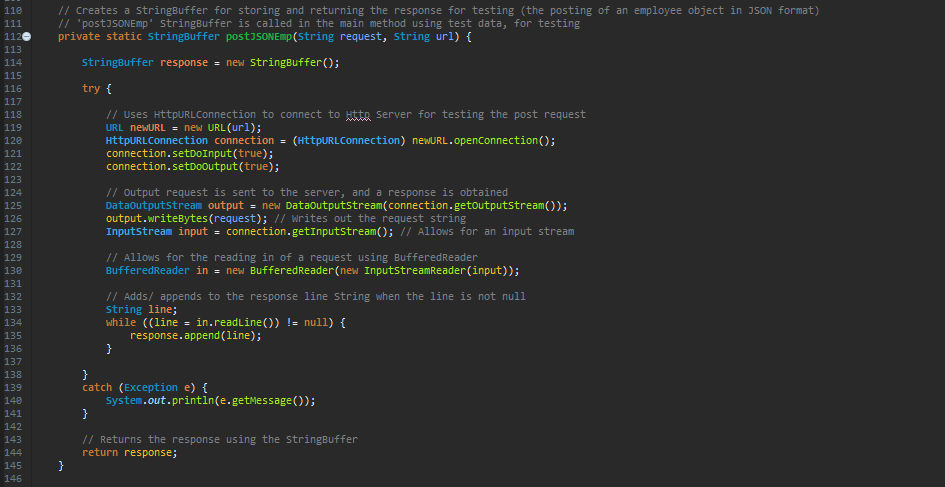 110 // Creates a StringBuffer for storing and returning the response for testing (the posting of an employee object in JSON format)
111 // 'postJSONEmp' StringBuffer is called in the main method using test data, for testing
112 private static StringBuffer postJSONEmp(String request, String url) {
113
114 StringBuffer response = new StringBuffer();
115
116 try {
117
118 // Uses HttpURLConnection to connect to Http Server for testing the post request
119 URL newURL = new URL(url);
120 HttpURLConnection connection = (HttpURLConnection) newURL.openConnection();
121 connection.setDoInput(true);
122 connection.setDoOutput(true);
123
124 // Output request is sent to the server, and a response is obtained
125 DataOutputStream output = new DataOutputStream(connection.getOutputStream());
126 output.writeBytes(request); // Writes out the request string
127 InputStream input = connection.getInputStream(); // Allows for an input stream
128
129 // Allows for the reading in of a request using BufferedReader
130 BufferedReader in = new BufferedReader(new InputStreamReader(input));
131
132 // Adds/ appends to the response line String when the line is not null
133 String line;
134 while ((line = in.readLine()) != null) {
135 response.append(line);
136 }
137
138 }
139 catch (Exception e) {
140 System.out.println(e.getMessage());
141 }
142
143 // Returns the response using the StringBuffer
144 return response;
145 }
146